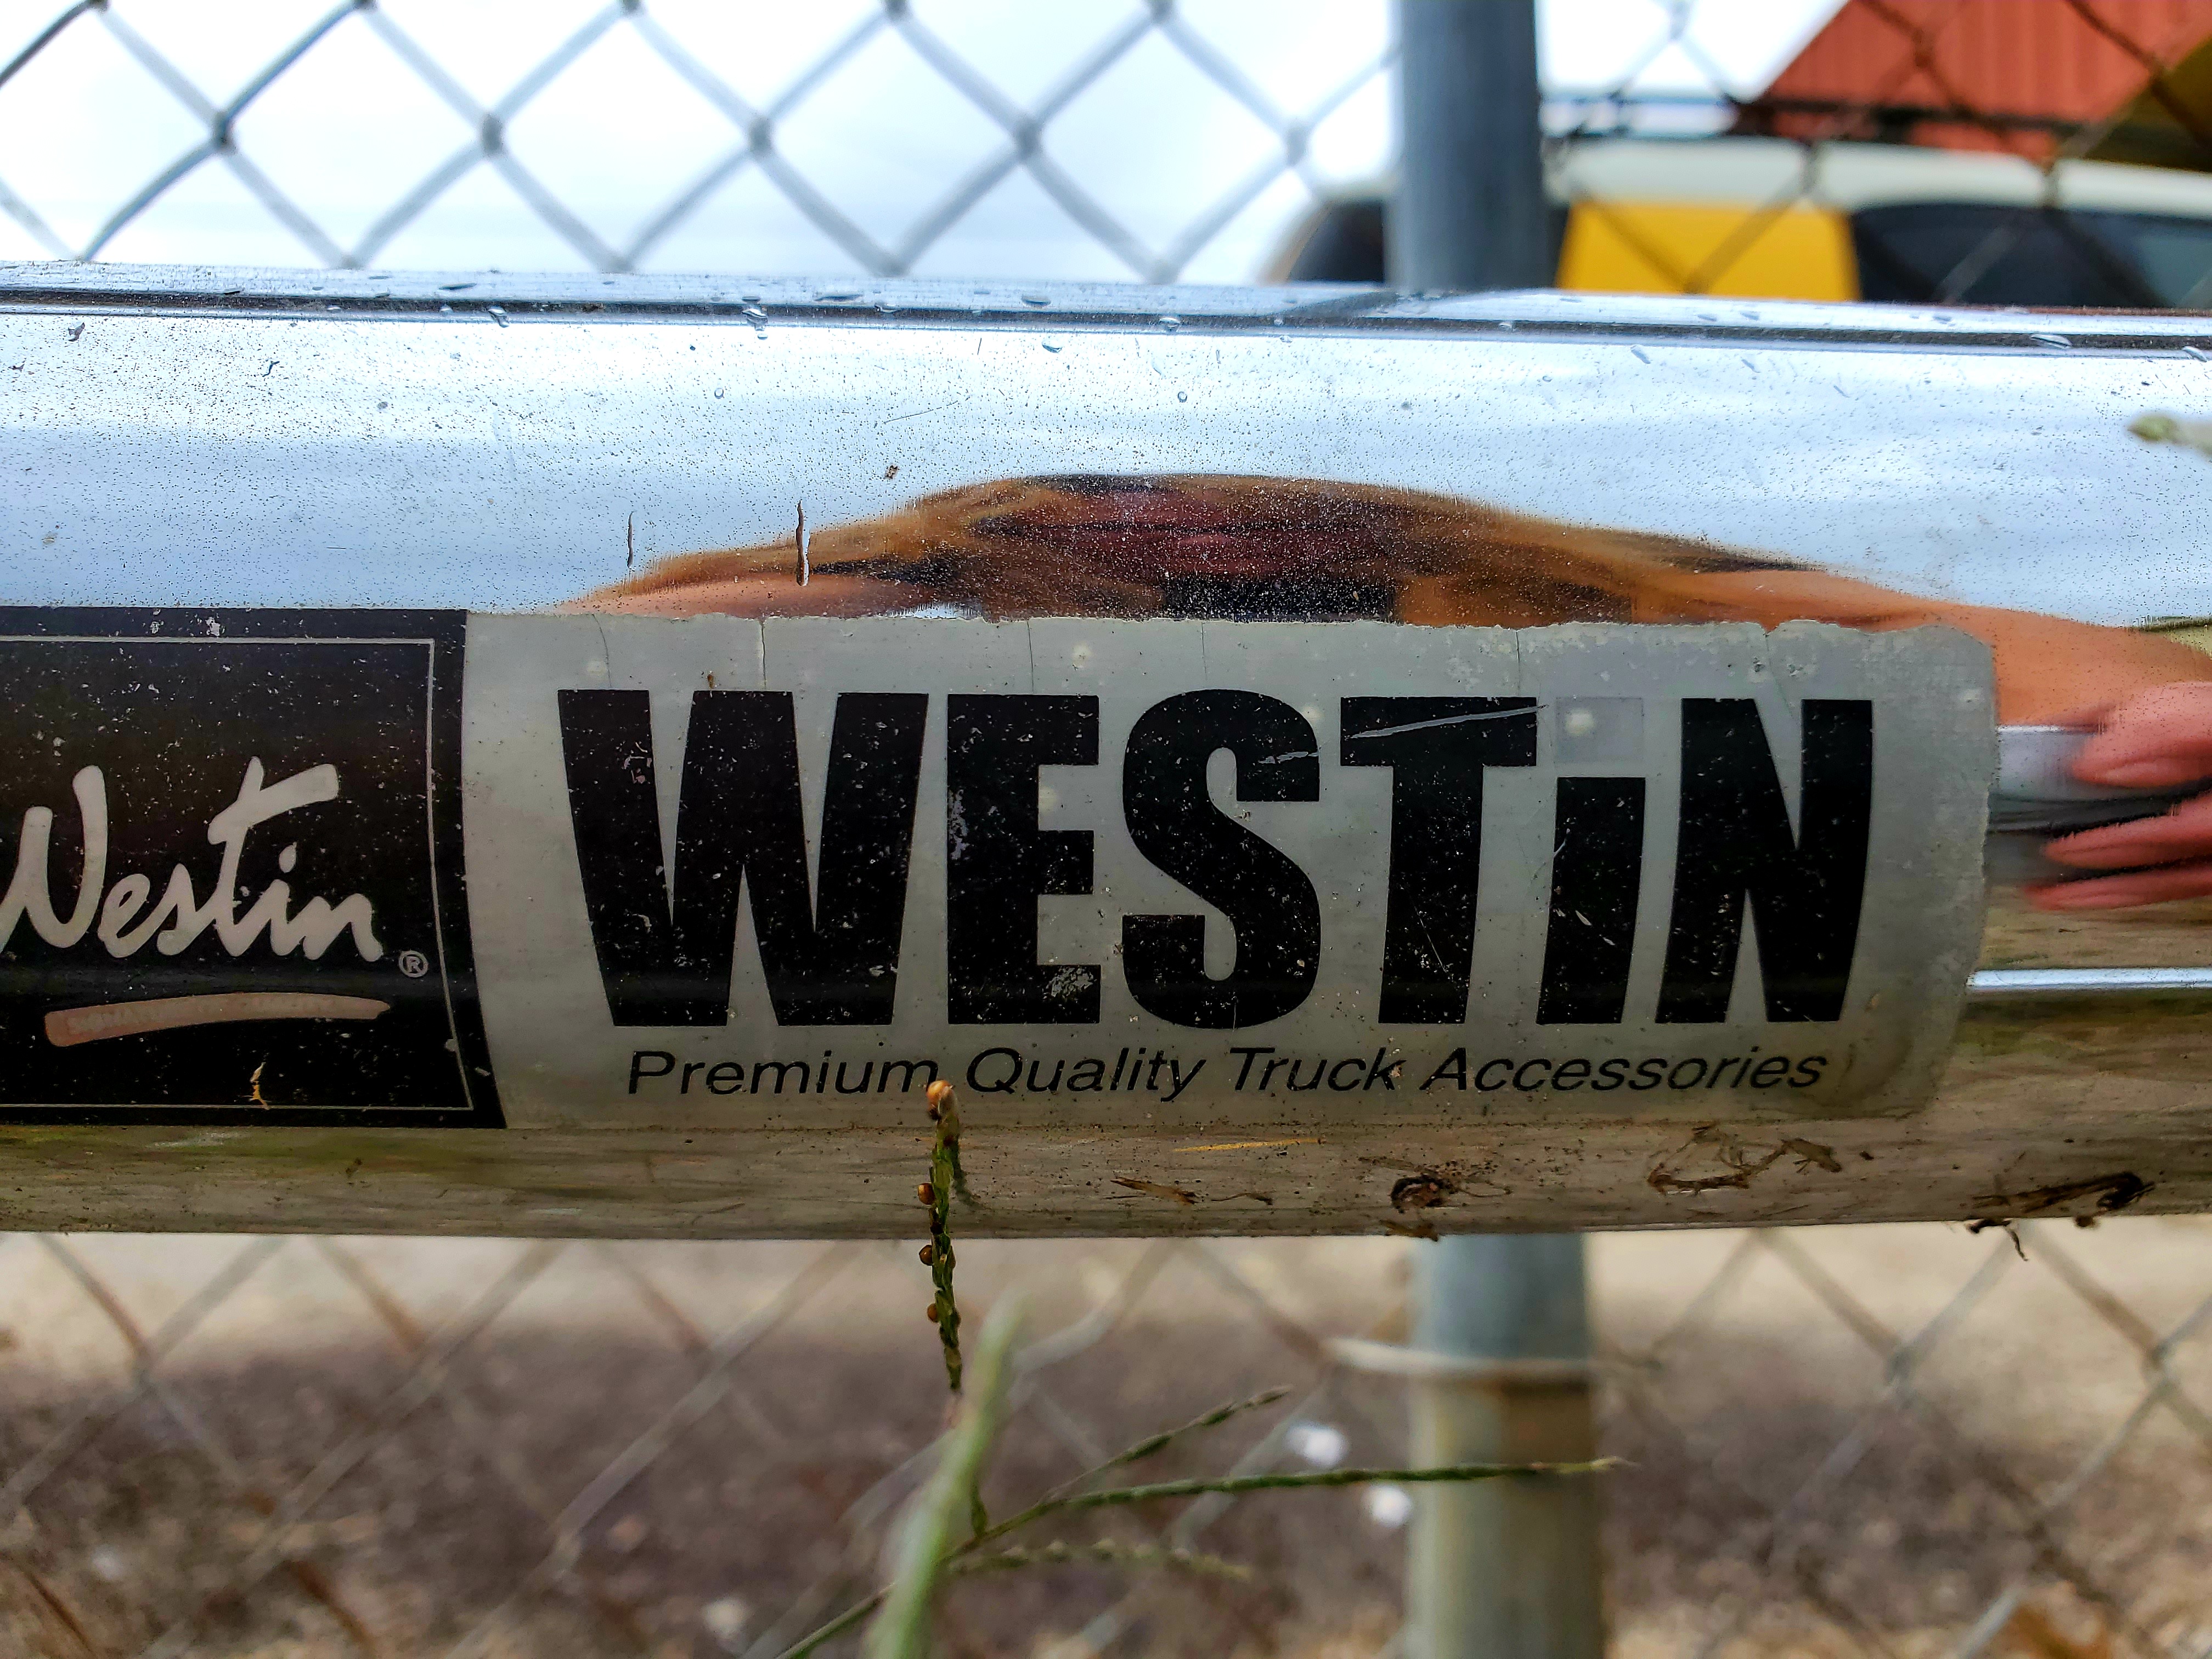 Westin®
WESTiN
Premium Quality Truck Accessories